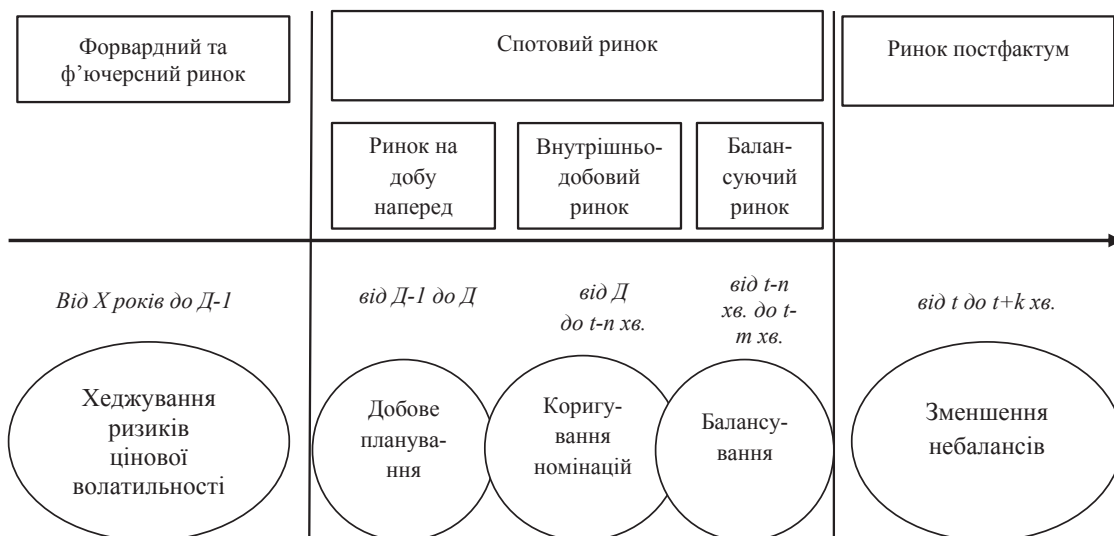 Форвардний та
ф’ючерсний ринок
Спотовий ринок
Ринок постфактум
Ринок на
добу
наперед
Внутрішньо-
добовий
ринок
Балан-
суючий
ринок
Від X років до Д-1
від Д-1 до Д
від Д
до t-n хв.
від t-n
хв. до t-
m хв.
від t до t+k хв.
Хеджування
ризиків
цінової
волатильності
Добове
планува-
ння
Коригу-
вання
номінацій
Балансу-
вання
Зменшення
небалансів